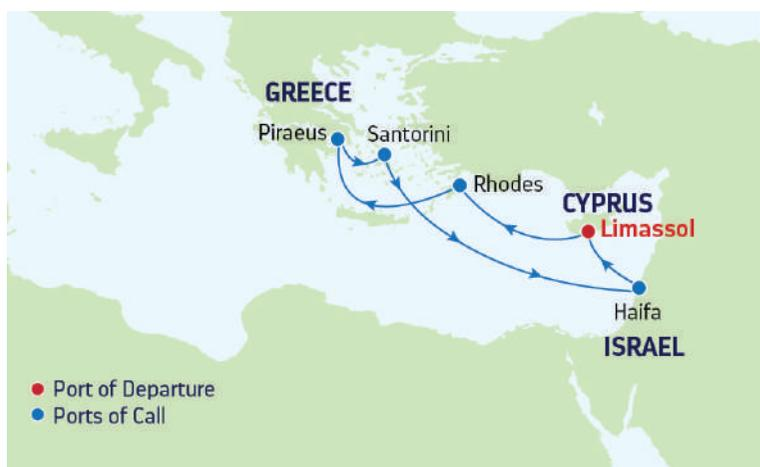 GREECE
Piraeus
Santorini
Rhodes
CYPRUS
Limassol
Haifa
ISRAEL
Port of Departure
Ports of Call